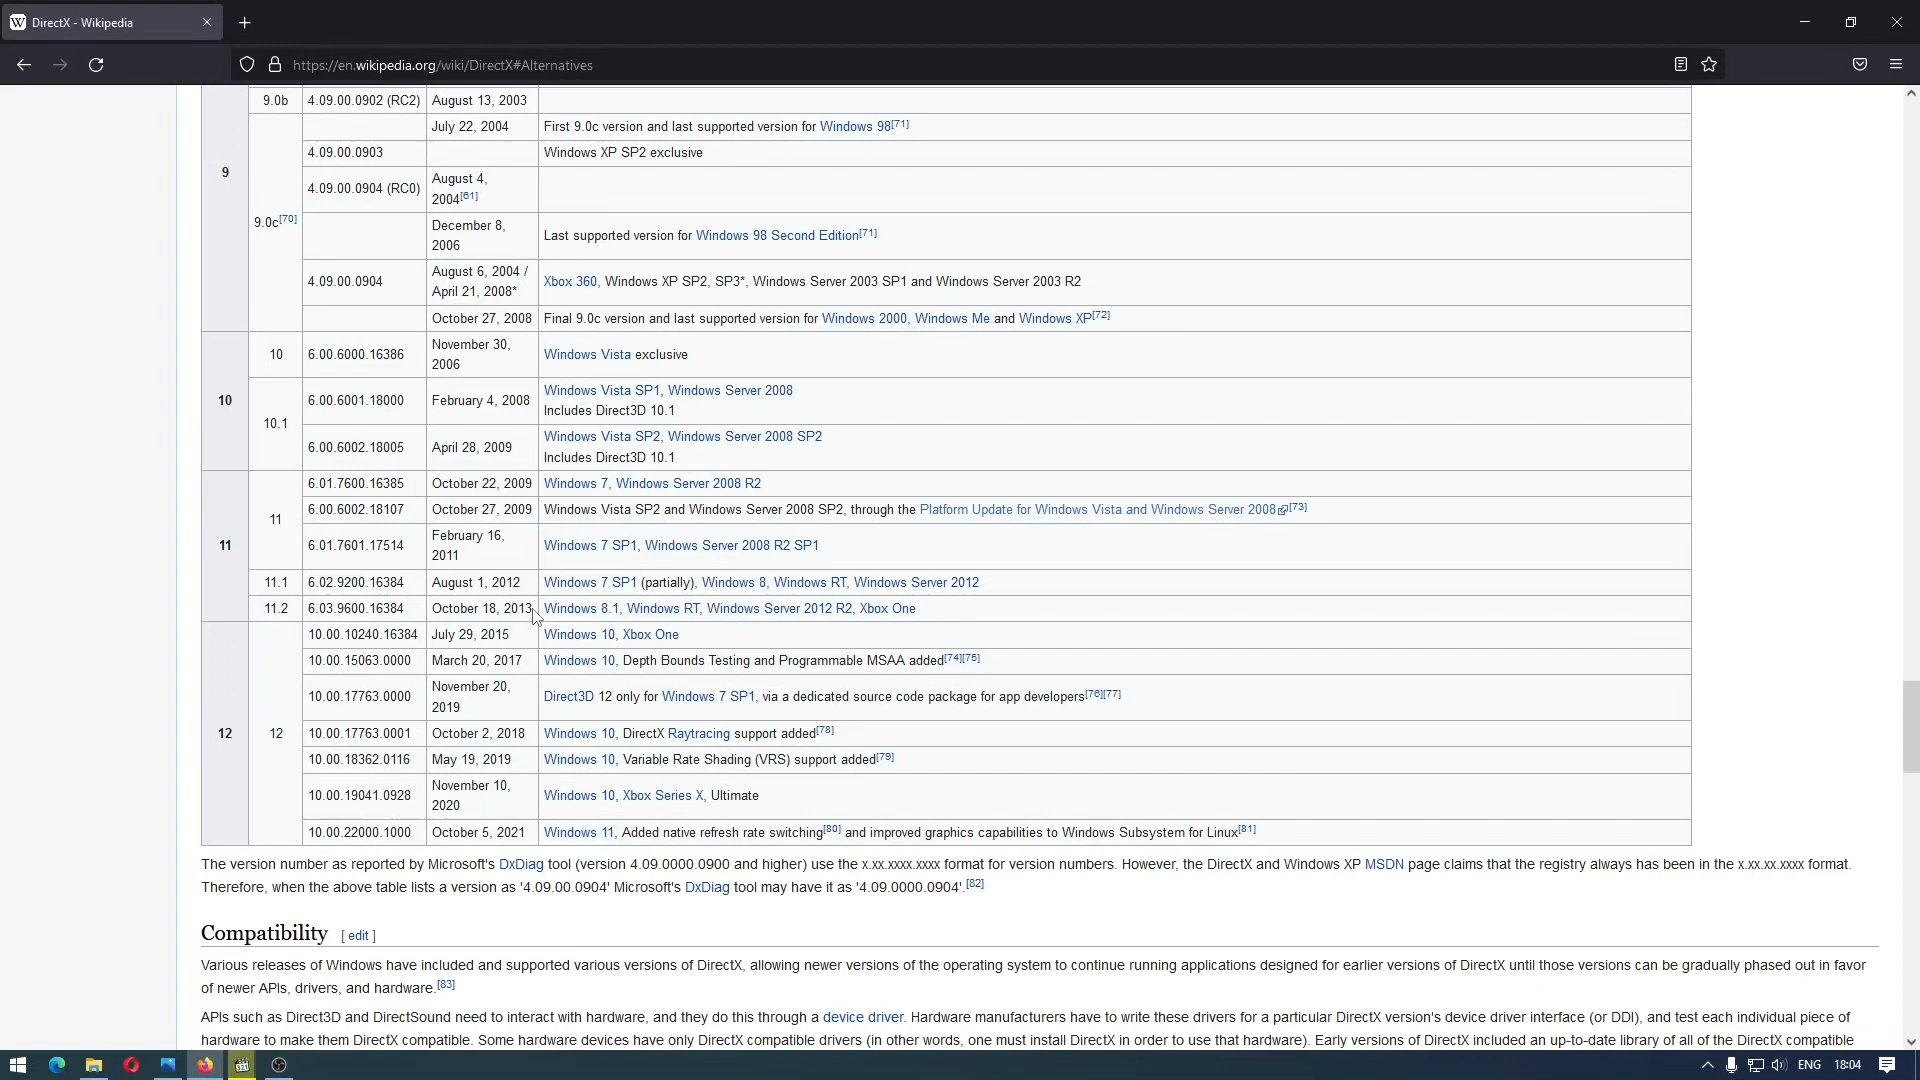 DirectX - Wikipedia
https://en.wikipedia.org/wiki/DirectX#Alternatives
9.0b 4.09.00.0902 (RC2) August 13, 2003
July 22, 2004 First 9.0c version and last supported version for Windows 98[71]
4.09.00.0903 Windows XP SP2 exclusive
9
4.09.00.0904 (RC0) August 4, 2004[61]
9.0c[70]
December 8, 2006 Last supported version for Windows 98 Second Edition[71]
4.09.00.0904 August 6, 2004 / April 21, 2008* Xbox 360, Windows XP SP2, SP3*, Windows Server 2003 SP1 and Windows Server 2003 R2
October 27, 2008 Final 9.0c version and last supported version for Windows 2000, Windows Me and Windows XP[72]
10 6.00.6000.16386 November 30, 2006 Windows Vista exclusive
10
10.1
6.00.6001.18000 February 4, 2008 Windows Vista SP1, Windows Server 2008
Includes Direct3D 10.1
6.00.6002.18005 April 28, 2009 Windows Vista SP2, Windows Server 2008 SP2
Includes Direct3D 10.1
11
11
6.01.7600.16385 October 22, 2009 Windows 7, Windows Server 2008 R2
6.00.6002.18107 October 27, 2009 Windows Vista SP2 and Windows Server 2008 SP2, through the Platform Update for Windows Vista and Windows Server 2008[73]
6.01.7601.17514 February 16, 2011 Windows 7 SP1, Windows Server 2008 R2 SP1
11.1 6.02.9200.16384 August 1, 2012 Windows 7 SP1 (partially), Windows 8, Windows RT, Windows Server 2012
11.2 6.03.9600.16384 October 18, 2013 Windows 8.1, Windows RT, Windows Server 2012 R2, Xbox One
12
12
10.00.10240.16384 July 29, 2015 Windows 10, Xbox One
10.00.15063.0000 March 20, 2017 Windows 10, Depth Bounds Testing and Programmable MSAA added[74][75]
10.00.17763.0000 November 20, 2019 Direct3D 12 only for Windows 7 SP1, via a dedicated source code package for app developers[76][77]
10.00.17763.0001 October 2, 2018 Windows 10, DirectX Raytracing support added[78]
10.00.18362.0116 May 19, 2019 Windows 10, Variable Rate Shading (VRS) support added[79]
10.00.19041.0928 November 10, 2020 Windows 10, Xbox Series X, Ultimate
10.00.22000.1000 October 5, 2021 Windows 11, Added native refresh rate switching[80] and improved graphics capabilities to Windows Subsystem for Linux[81]
The version number as reported by Microsoft's DxDiag tool (version 4.09.0000.0900 and higher) use the x.xx.xxxx.xxxx format for version numbers. However, the DirectX and Windows XP MSDN page claims that the registry always has been in the x.xx.xx.xxxx format.
Therefore, when the above table lists a version as '4.09.00.0904' Microsoft's DxDiag tool may have it as '4.09.0000.0904'.[82]
Compatibility [ edit ]
Various releases of Windows have included and supported various versions of DirectX, allowing newer versions of the operating system to continue running applications designed for earlier versions of DirectX until those versions can be gradually phased out in favor
of newer APIs, drivers, and hardware.[83]
APIs such as Direct3D and DirectSound need to interact with hardware, and they do this through a device driver. Hardware manufacturers have to write these drivers for a particular DirectX version's device driver interface (or DDI), and test each individual piece of
hardware to make them DirectX compatible. Some hardware devices have only DirectX compatible drivers (in other words, one must install DirectX in order to use that hardware). Early versions of DirectX included an up-to-date library of all of the DirectX compatible
ENG 18:04